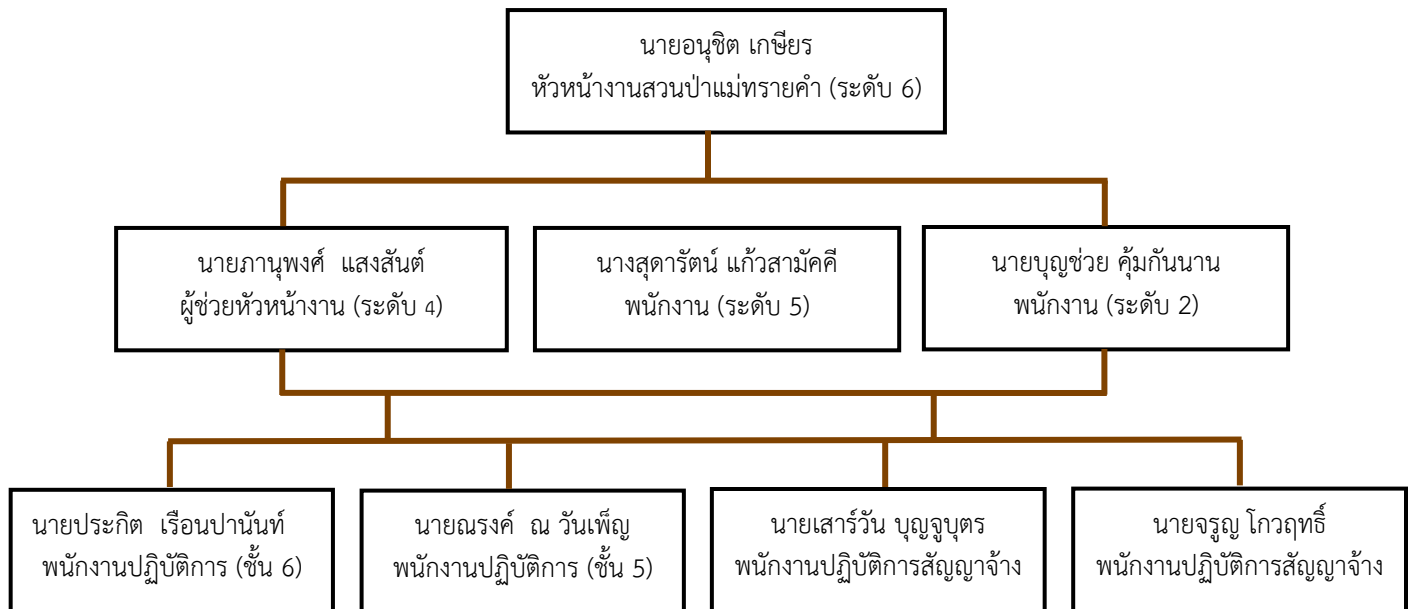 นายอนุชิต เกษียร
หัวหน้างานสวนป่าแม่ทรายคำ (ระดับ 6)
นายภานุพงศ์ แสงสันต์
ผู้ช่วยหัวหน้างาน (ระดับ 4)
นางสุดารัตน์ แก้วสามัคคี
พนักงาน (ระดับ 5)
นายบุญช่วย คุ้มกันนาน
พนักงาน (ระดับ 2)
นายประกิต เรือนปานันท์
พนักงานปฏิบัติการ (ชั้น 6)
นายณรงค์ ณ วันเพ็ญ
พนักงานปฏิบัติการ (ชั้น 5)
นายเสาร์วัน บุญจูบุตร
พนักงานปฏิบัติการสัญญาจ้าง
นายจรูญ โกวฤทธิ์
พนักงานปฏิบัติการสัญญาจ้าง